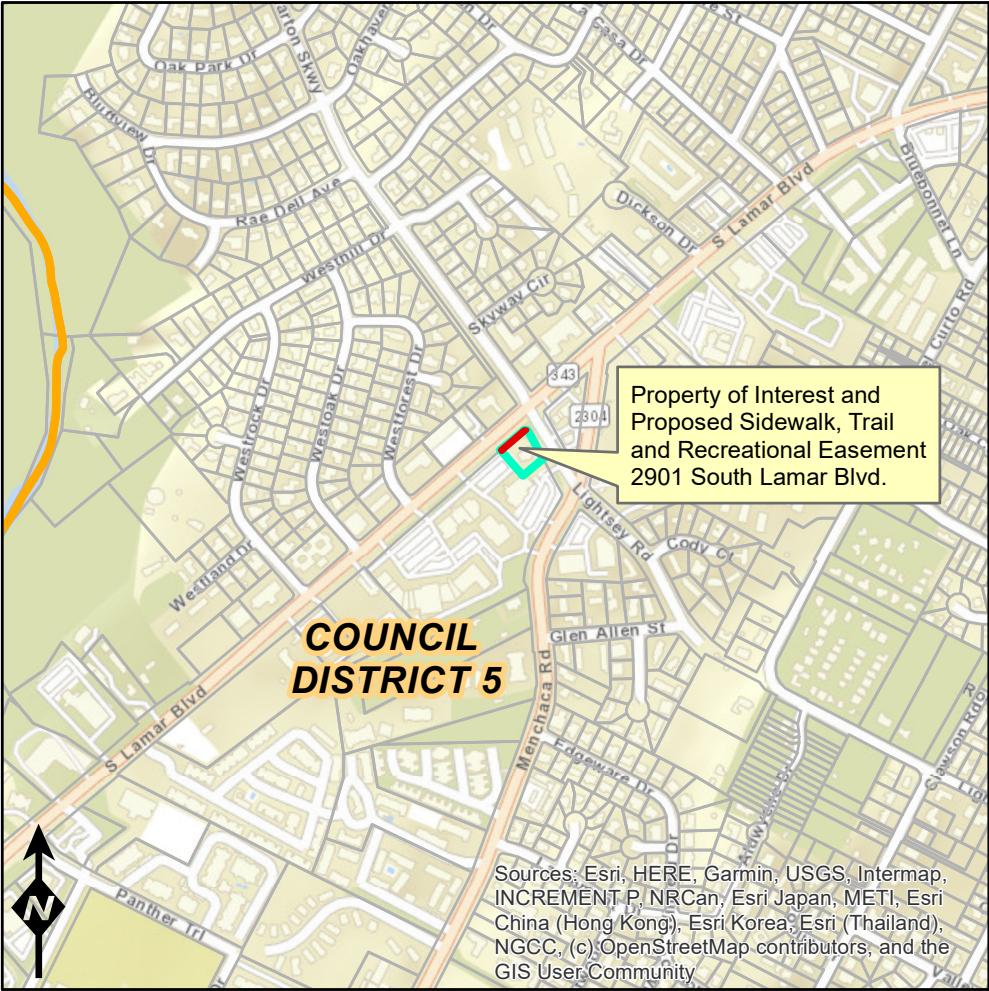 Oak Park Dr
Oakhaven
La Casa Dr
Bluffview Dr
Rae Dell Ave
Westhill Dr
Dickson Dr
S Lamar Blvd
Bluebonnet Ln
Skyway Cir
Del Curto Rd
343
2304
Property of Interest and
Proposed Sidewalk, Trail
and Recreational Easement
2901 South Lamar Blvd.
Westrock Dr
Westoak Dr
Westforest Dr
Lightsey Rd
Cody Ct
Westland Dr
Glen Allen St
COUNCIL
DISTRICT 5
S Lamar Blvd
Menchaca Rd
Clawson Rd
Edgeware Dr
Panther Trl
N
Sources: Esri, HERE, Garmin, USGS, Intermap,
INCREMENT P, NRCan, Esri Japan, METI, Esri
China (Hong Kong), Esri Korea, Esri (Thailand),
NGCC, (c) OpenStreetMap contributors, and the
GIS User Community